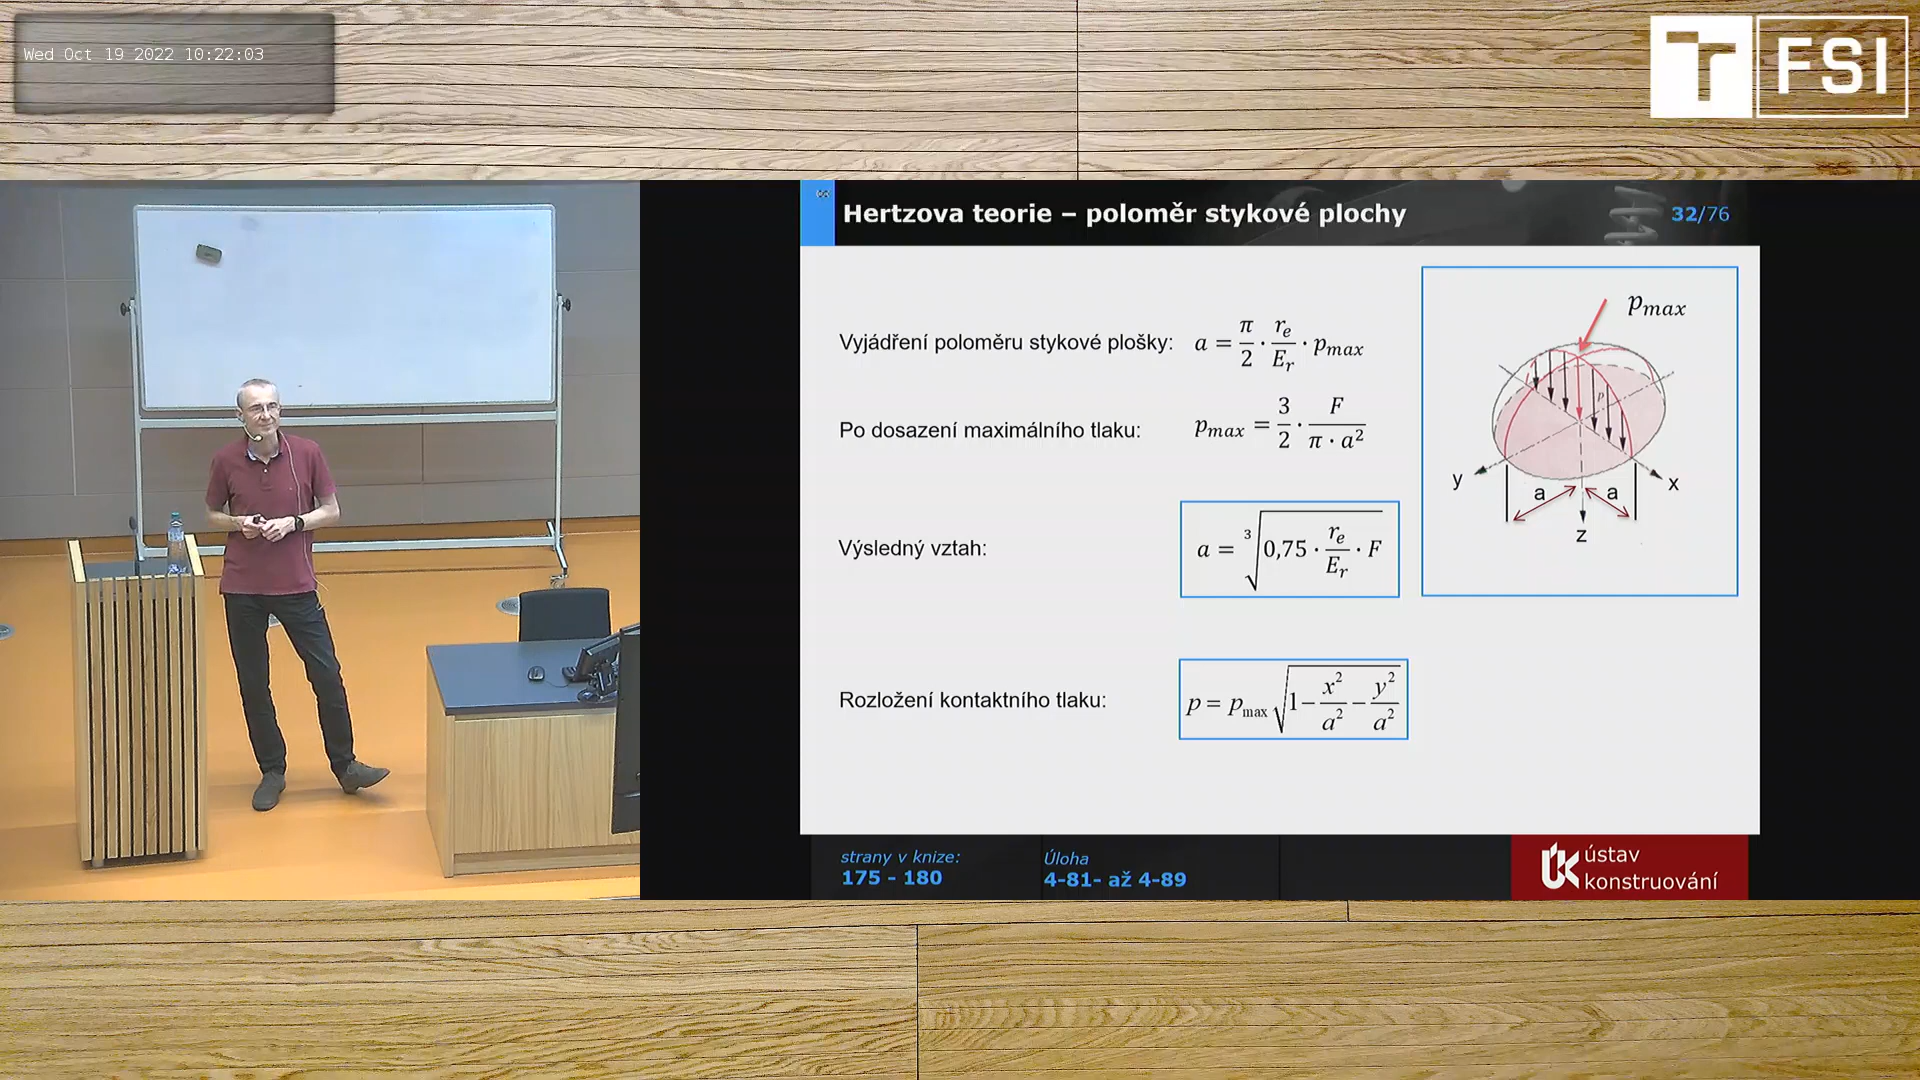 Wed Oct 19 2022 10:22:03
FSI
Hertzova teorie – poloměr stykové plochy
32/76
Vyjádření poloměru stykové plošky: a = π/2 · r_e/E_r · p_max
Po dosazení maximálního tlaku: p_max = 3/2 · F/(π · a²)
Výsledný vztah: a = ³√(0,75 · r_e/E_r · F)
Rozložení kontaktního tlaku: p = p_max √(1 − x²/a² − y²/a²)
p_max
p
y
a
a
x
z
strany v knize:
175 - 180
Úloha
4-81- až 4-89
ústav
konstruování